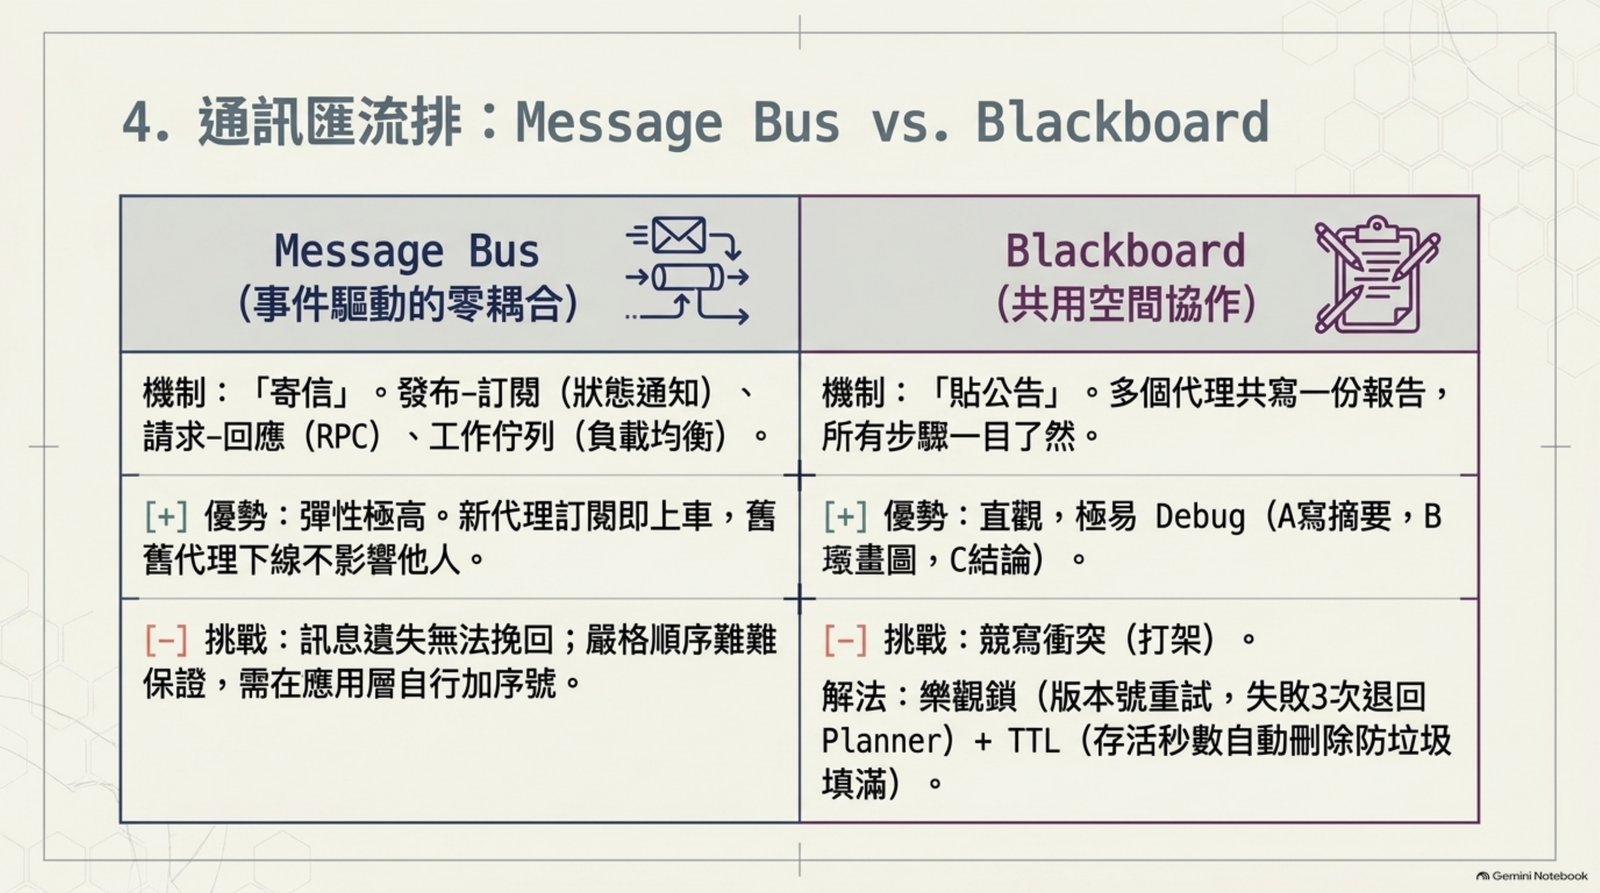 4. 通訊匯流排：Message Bus vs. Blackboard
Message Bus
（事件驅動的零耦合）
機制：「寄信」。發布-訂閱（狀態通知）、
請求-回應（RPC）、工作佇列（負載均衡）。
[+] 優勢：彈性極高。新代理訂閱即上車，舊
舊代理下線不影響他人。
[-] 挑戰：訊息遺失無法挽回；嚴格順序難難
保證，需在應用層自行加序號。
Blackboard
（共用空間協作）
機制：「貼公告」。多個代理共寫一份報告，
所有步驟一目了然。
[+] 優勢：直觀，極易 Debug（A寫摘要，B
畫圖，C結論）。
[-] 挑戰：競寫衝突（打架）。
解法：樂觀鎖（版本號重試，失敗3次退回
Planner）+ TTL（存活秒數自動刪除防垃圾
填滿）。
Gemini Notebook